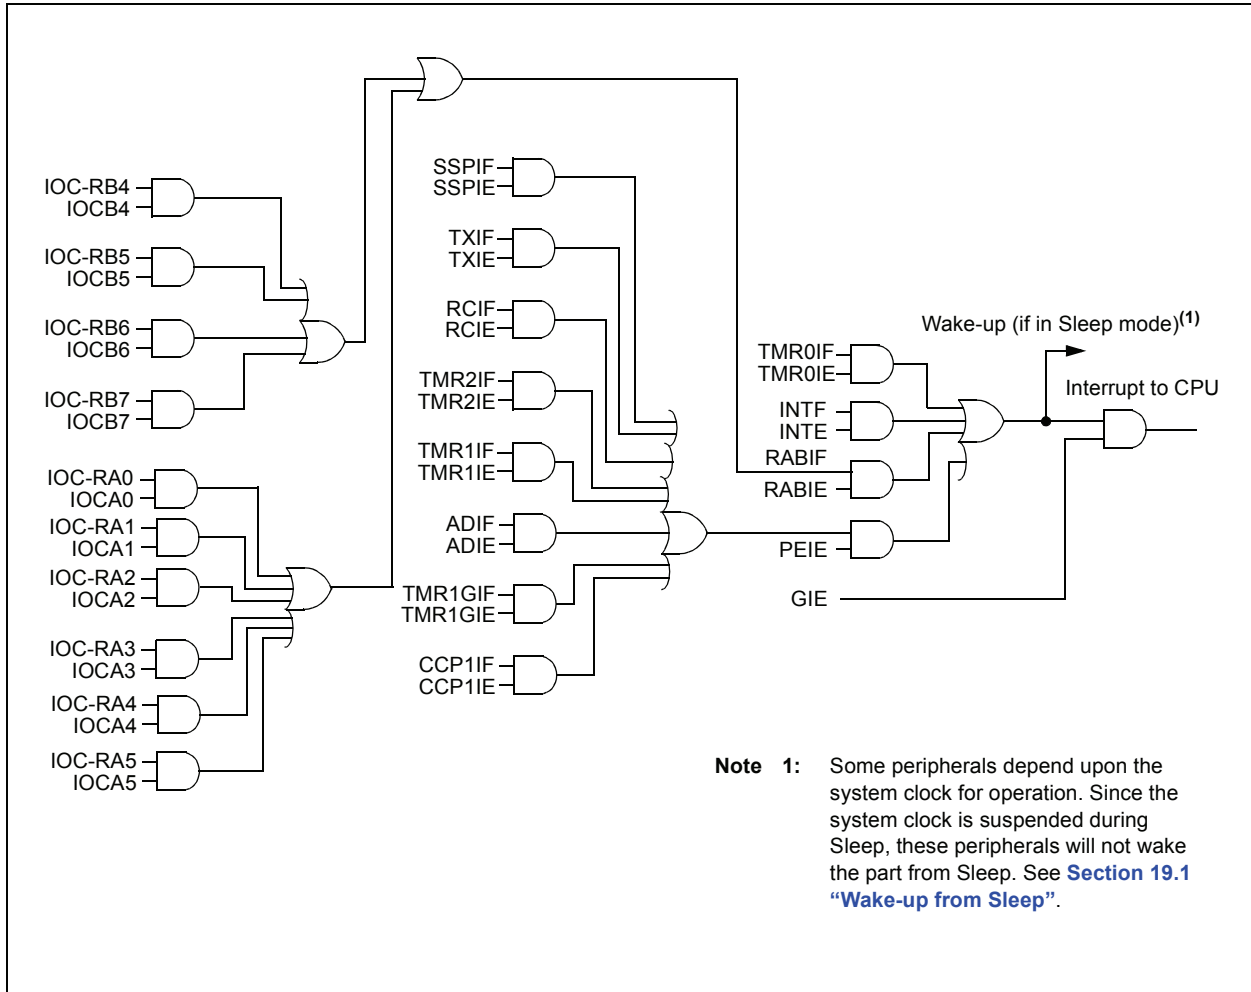 IOC-RB4
IOCB4
IOC-RB5
IOCB5
IOC-RB6
IOCB6
IOC-RB7
IOCB7
IOC-RA0
IOCA0
IOC-RA1
IOCA1
IOC-RA2
IOCA2
IOC-RA3
IOCA3
IOC-RA4
IOCA4
IOC-RA5
IOCA5
SSPIF
SSPIE
TXIF
TXIE
RCIF
RCIE
TMR2IF
TMR2IE
TMR1IF
TMR1IE
ADIF
ADIE
TMR1GIF
TMR1GIE
CCP1IF
CCP1IE
TMR0IF
TMR0IE
INTF
INTE
RABIF
RABIE
PEIE
GIE
Wake-up (if in Sleep mode)(1)
Interrupt to CPU
Note 1: Some peripherals depend upon the
system clock for operation. Since the
system clock is suspended during
Sleep, these peripherals will not wake
the part from Sleep. See Section 19.1
“Wake-up from Sleep”.